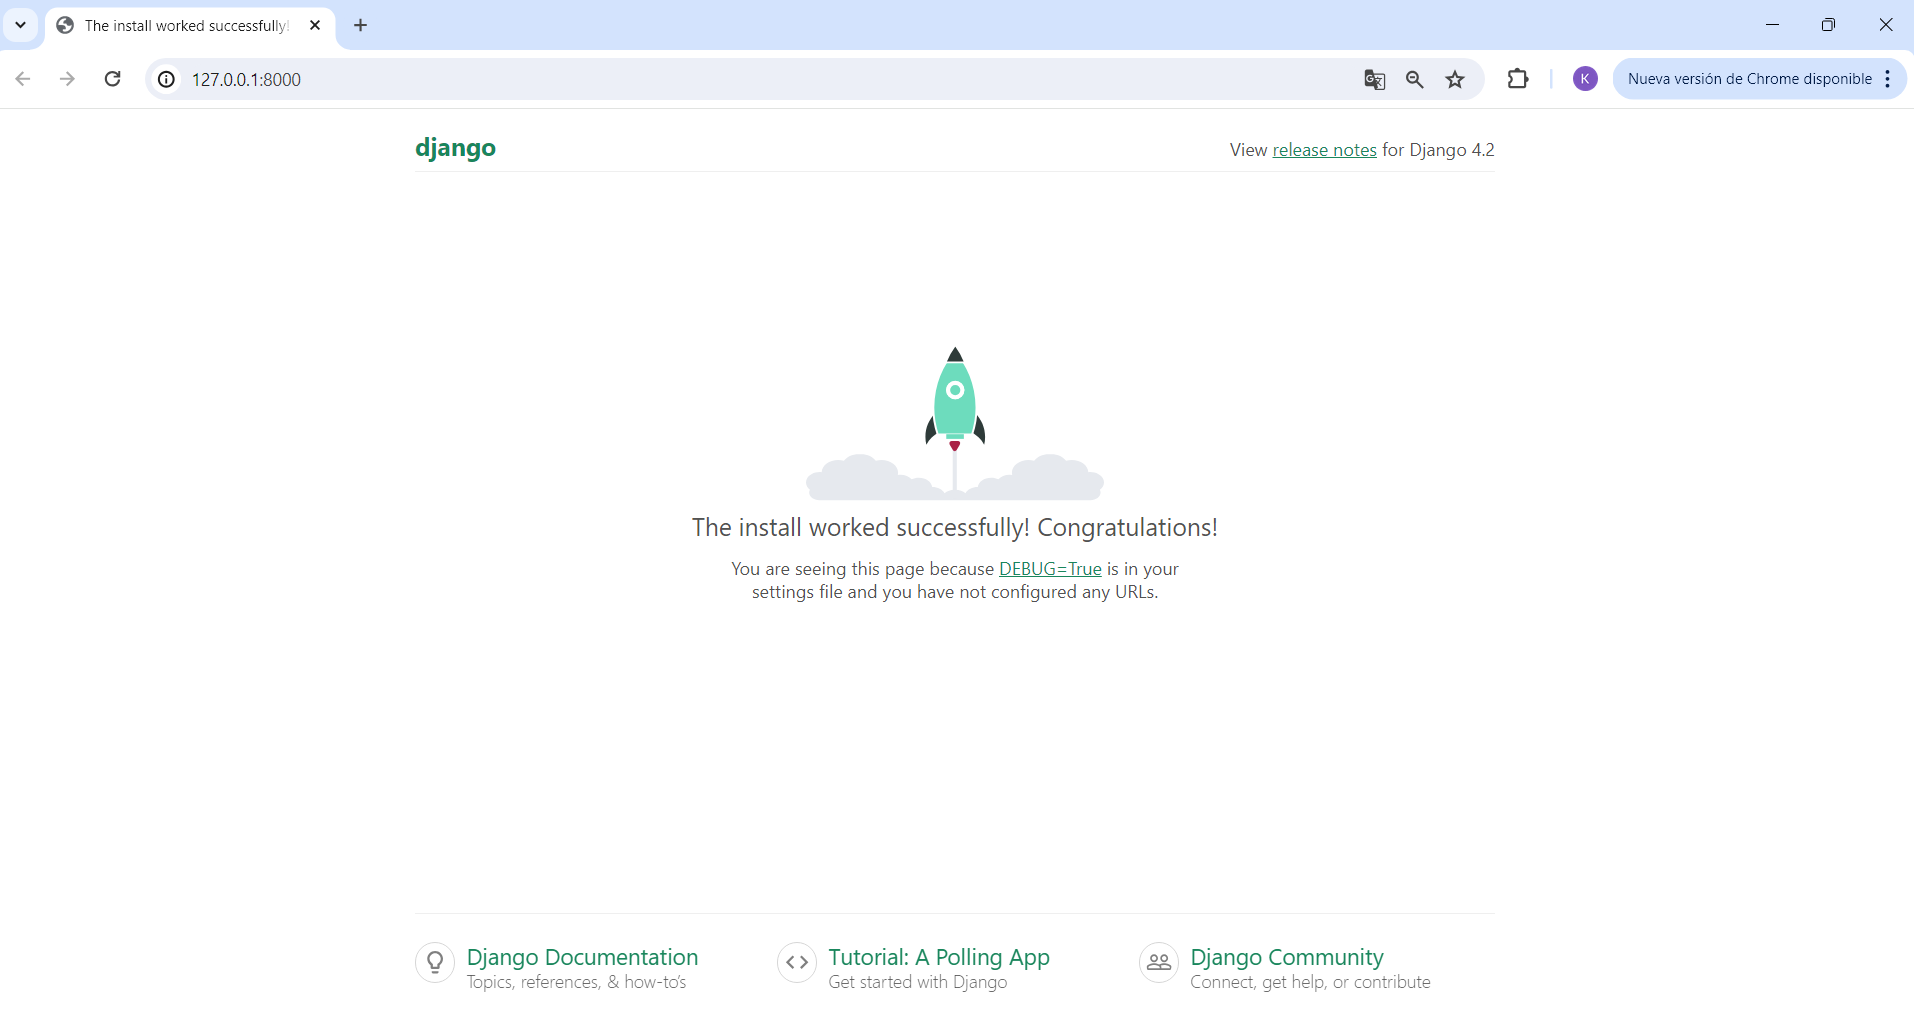 The install worked successfully!
127.0.0.1:8000
K
Nueva versión de Chrome disponible
django
View release notes for Django 4.2
The install worked successfully! Congratulations!
You are seeing this page because DEBUG=True is in your
settings file and you have not configured any URLs.
Django Documentation
Topics, references, & how-to's
Tutorial: A Polling App
Get started with Django
Django Community
Connect, get help, or contribute